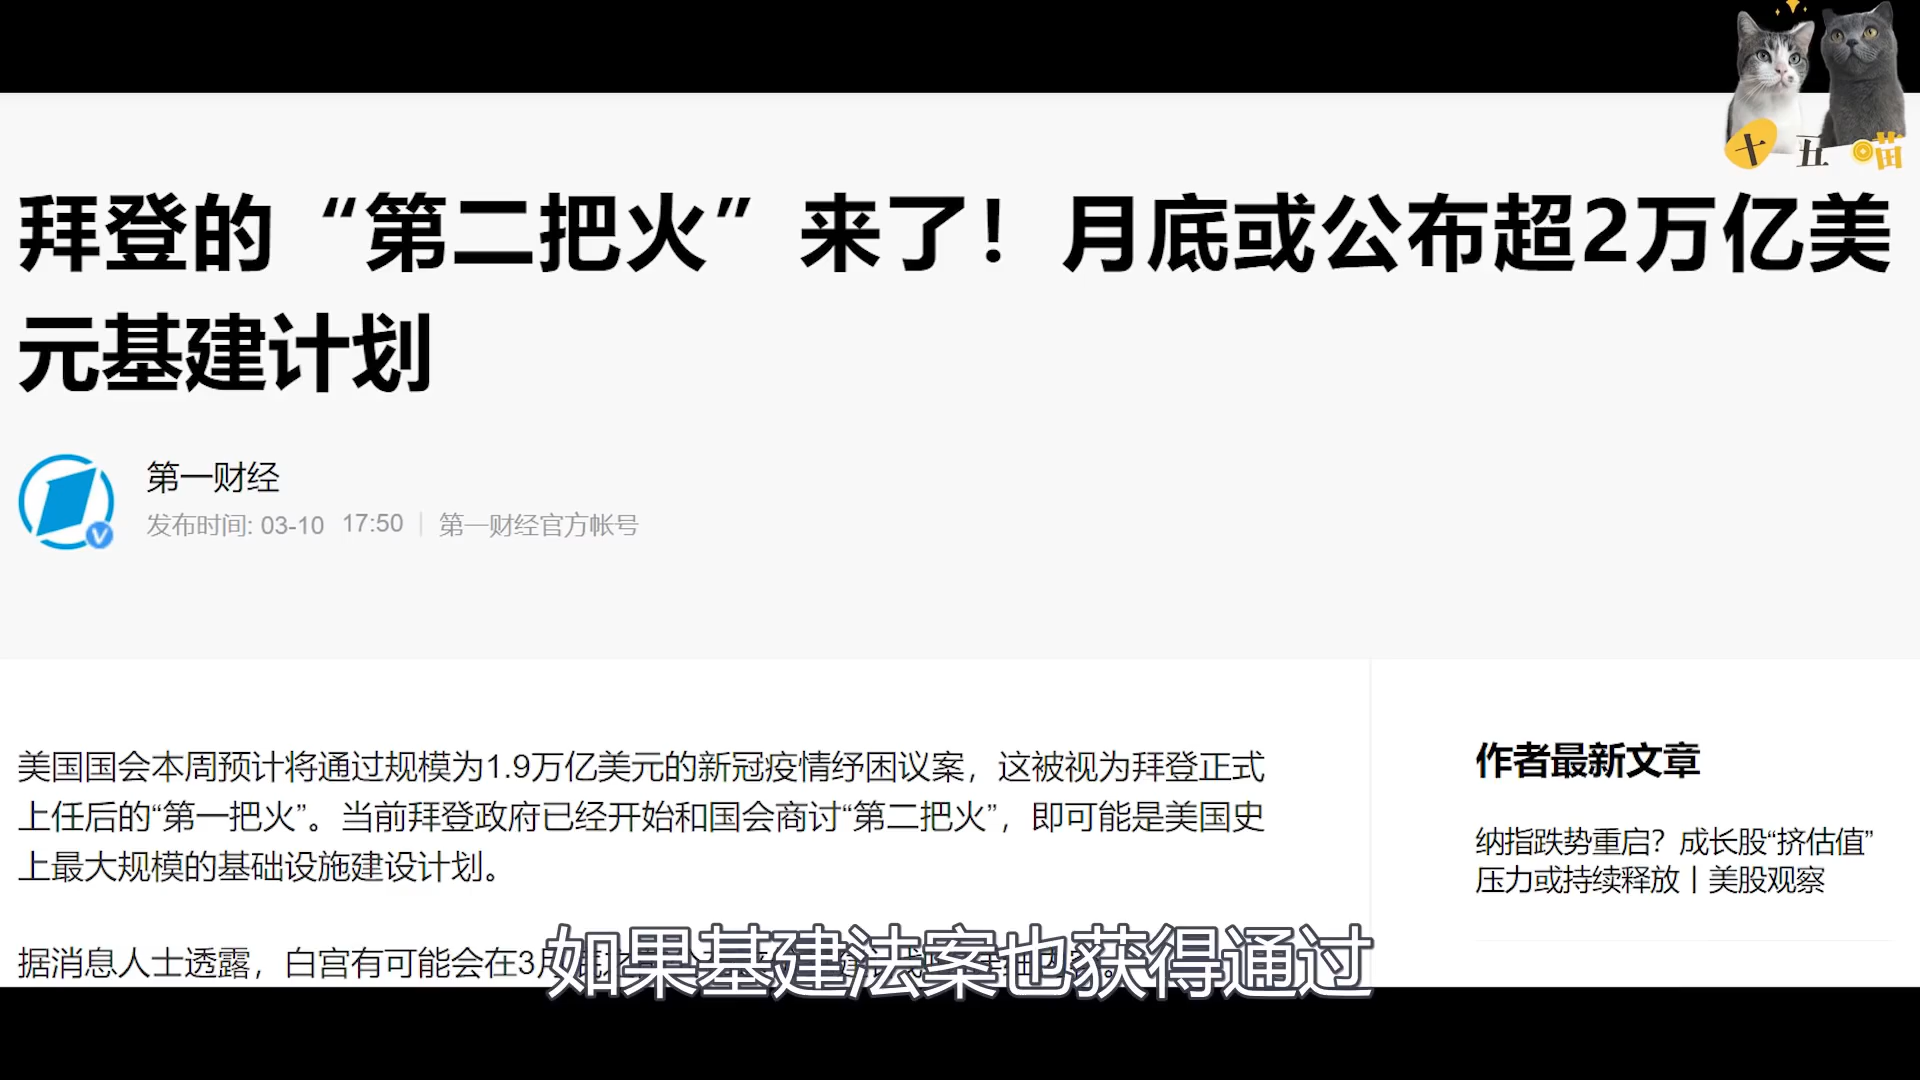 十五喵
拜登的“第二把火”来了！月底或公布超2万亿美
元基建计划
第一财经
发布时间: 03-10 17:50 | 第一财经官方帐号
美国国会本周预计将通过规模为1.9万亿美元的新冠疫情纾困议案，这被视为拜登正式
上任后的“第一把火”。当前拜登政府已经开始和国会商讨“第二把火”，即可能是美国史
上最大规模的基础设施建设计划。
据消息人士透露，白宫有可能会在3月
作者最新文章
纳指跌势重启？成长股“挤估值”
压力或持续释放丨美股观察
如果基建法案也获得通过